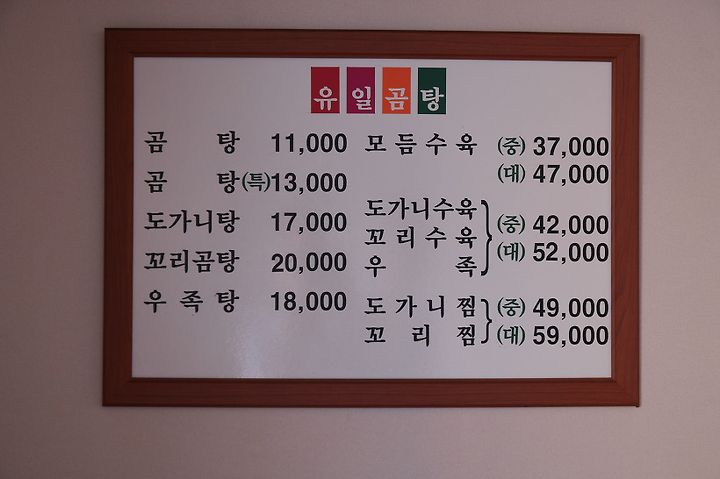 유일곰탕
곰 탕 11,000
곰 탕(특)13,000
도가니탕 17,000
꼬리곰탕 20,000
우족탕 18,000
모듬수육 (중) 37,000
(대) 47,000
도가니수육
꼬리수육
우 족
(중) 42,000
(대) 52,000
도가니찜
꼬리찜
(중) 49,000
(대) 59,000